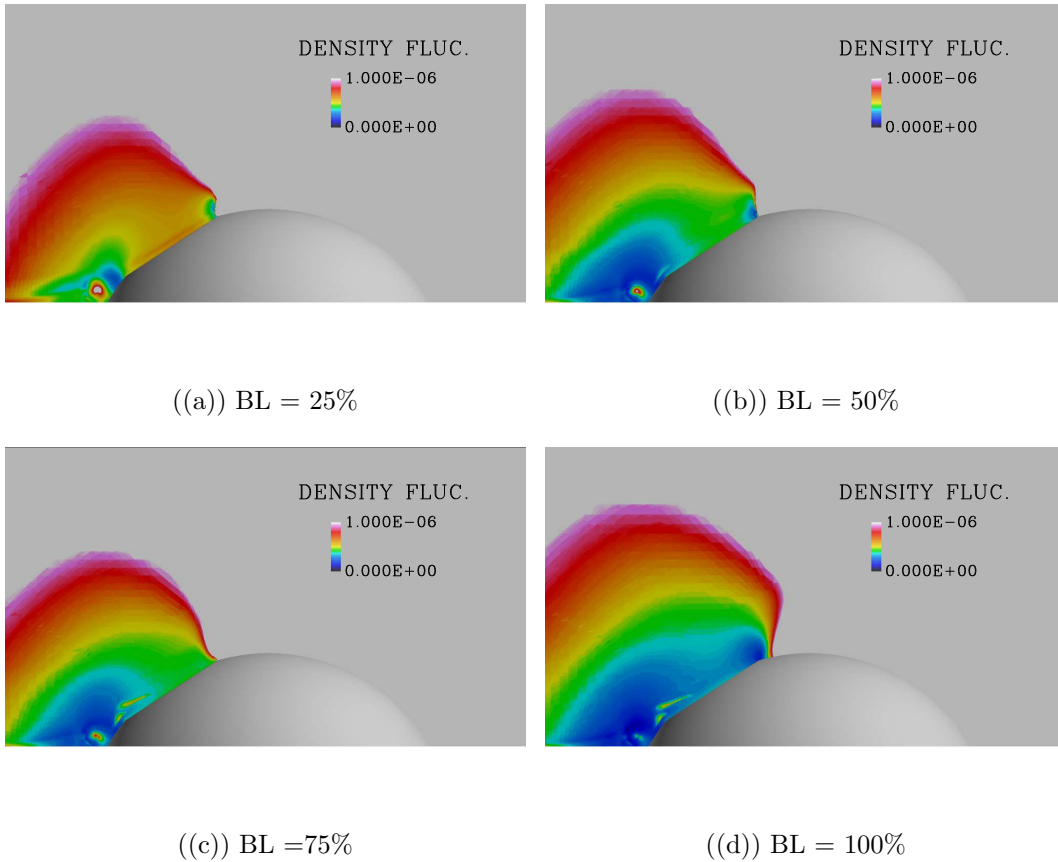 DENSITY FLUC.
1.000E−06
0.000E+00
DENSITY FLUC.
1.000E−06
0.000E+00
((a)) BL = 25%
((b)) BL = 50%
DENSITY FLUC.
1.000E−06
0.000E+00
DENSITY FLUC.
1.000E−06
0.000E+00
((c)) BL =75%
((d)) BL = 100%